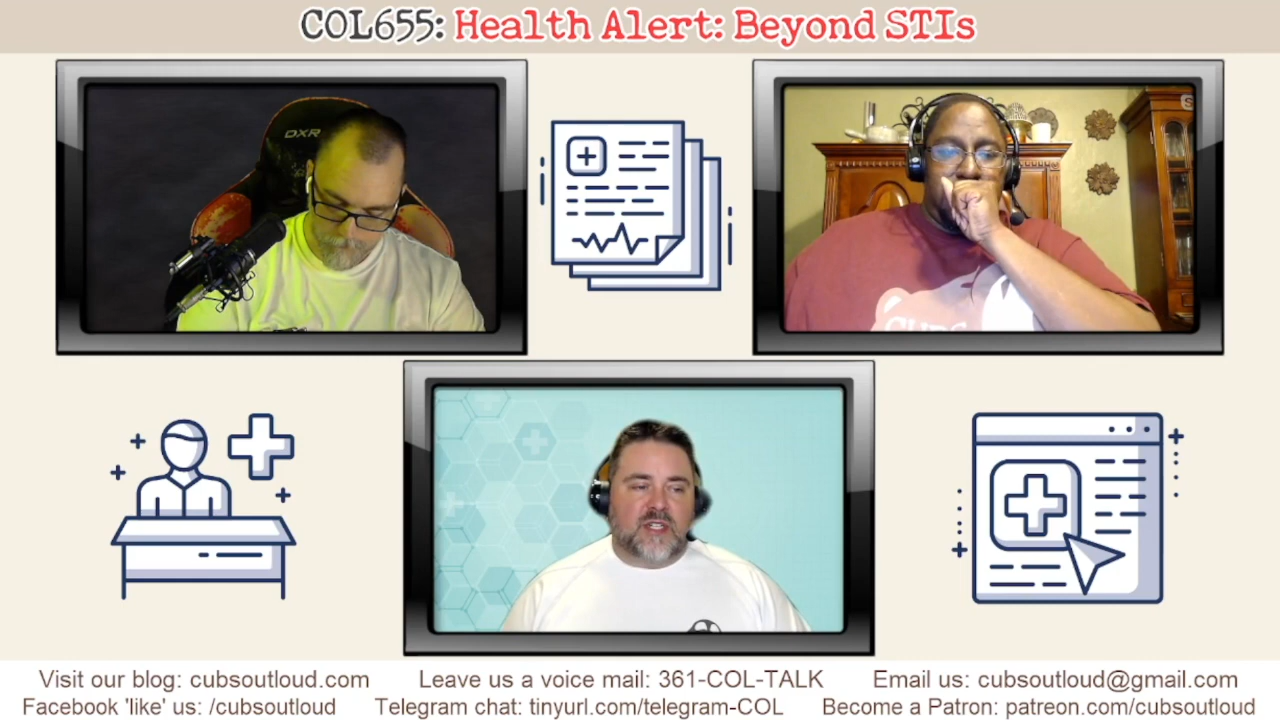 COL655: Health Alert: Beyond STIs
DXR
CUBS
Visit our blog: cubsoutloud.com Leave us a voice mail: 361-COL-TALK Email us: cubsoutloud@gmail.com
Facebook 'like' us: /cubsoutloud Telegram chat: tinyurl.com/telegram-COL Become a Patron: patreon.com/cubsoutloud